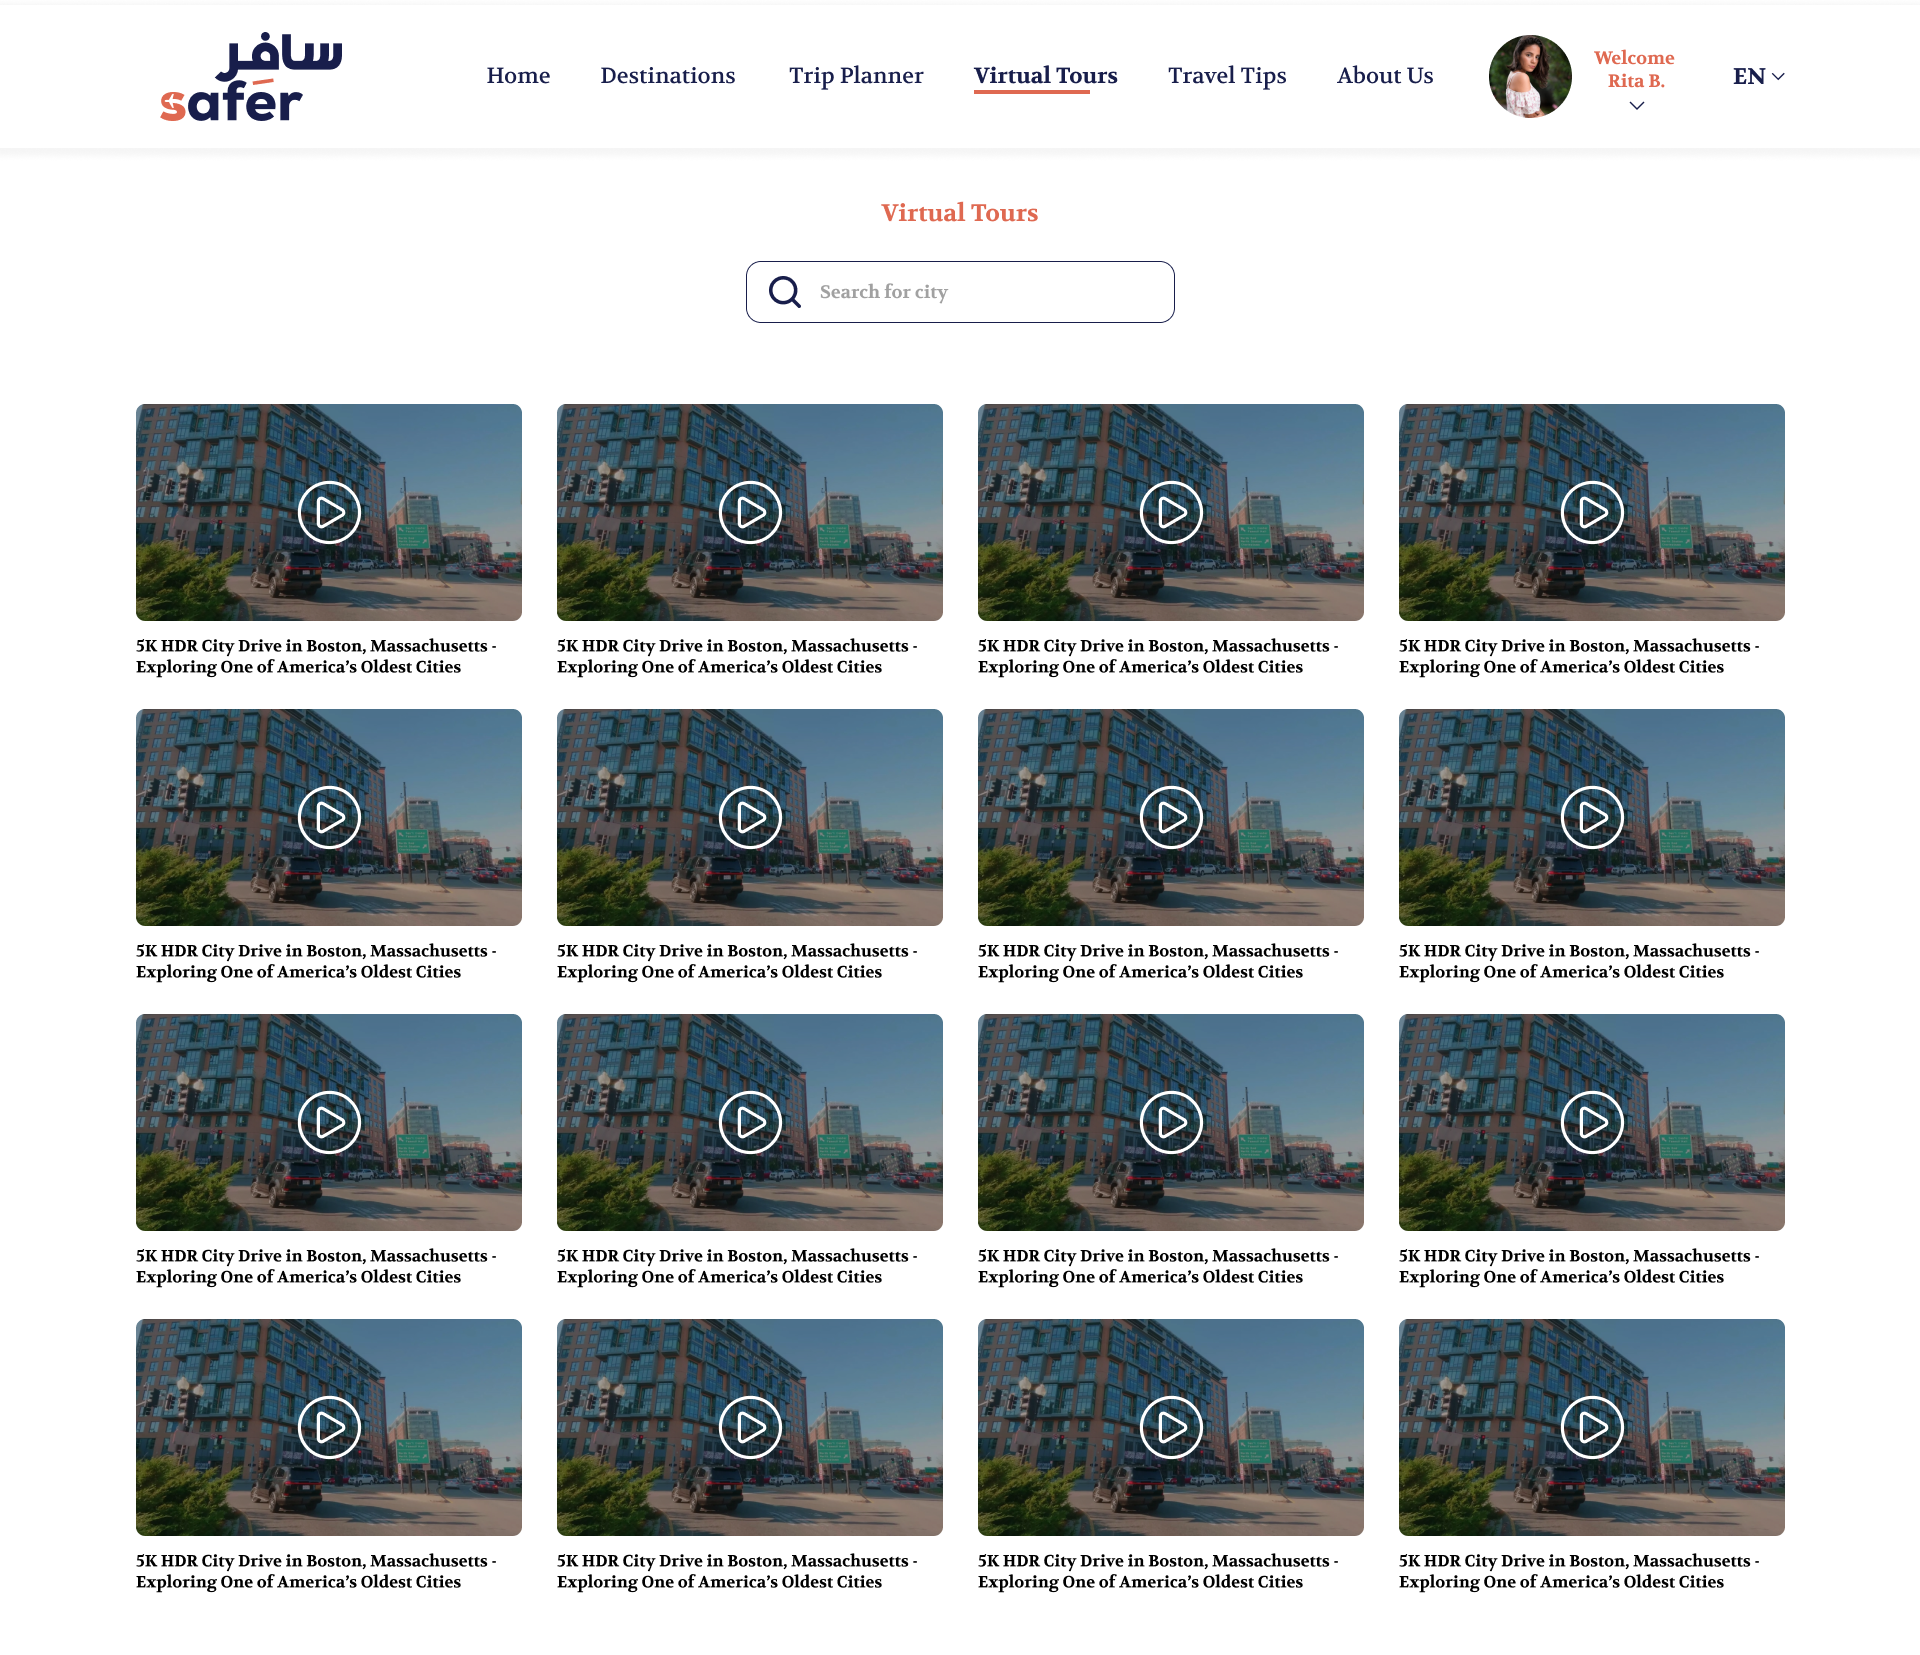 سافر
safer
Home
Destinations
Trip Planner
Virtual Tours
Travel Tips
About Us
Welcome
Rita B.
EN
Virtual Tours
Search for city
5K HDR City Drive in Boston, Massachusetts -
Exploring One of America’s Oldest Cities
5K HDR City Drive in Boston, Massachusetts -
Exploring One of America’s Oldest Cities
5K HDR City Drive in Boston, Massachusetts -
Exploring One of America’s Oldest Cities
5K HDR City Drive in Boston, Massachusetts -
Exploring One of America’s Oldest Cities
5K HDR City Drive in Boston, Massachusetts -
Exploring One of America’s Oldest Cities
5K HDR City Drive in Boston, Massachusetts -
Exploring One of America’s Oldest Cities
5K HDR City Drive in Boston, Massachusetts -
Exploring One of America’s Oldest Cities
5K HDR City Drive in Boston, Massachusetts -
Exploring One of America’s Oldest Cities
5K HDR City Drive in Boston, Massachusetts -
Exploring One of America’s Oldest Cities
5K HDR City Drive in Boston, Massachusetts -
Exploring One of America’s Oldest Cities
5K HDR City Drive in Boston, Massachusetts -
Exploring One of America’s Oldest Cities
5K HDR City Drive in Boston, Massachusetts -
Exploring One of America’s Oldest Cities
5K HDR City Drive in Boston, Massachusetts -
Exploring One of America’s Oldest Cities
5K HDR City Drive in Boston, Massachusetts -
Exploring One of America’s Oldest Cities
5K HDR City Drive in Boston, Massachusetts -
Exploring One of America’s Oldest Cities
5K HDR City Drive in Boston, Massachusetts -
Exploring One of America’s Oldest Cities